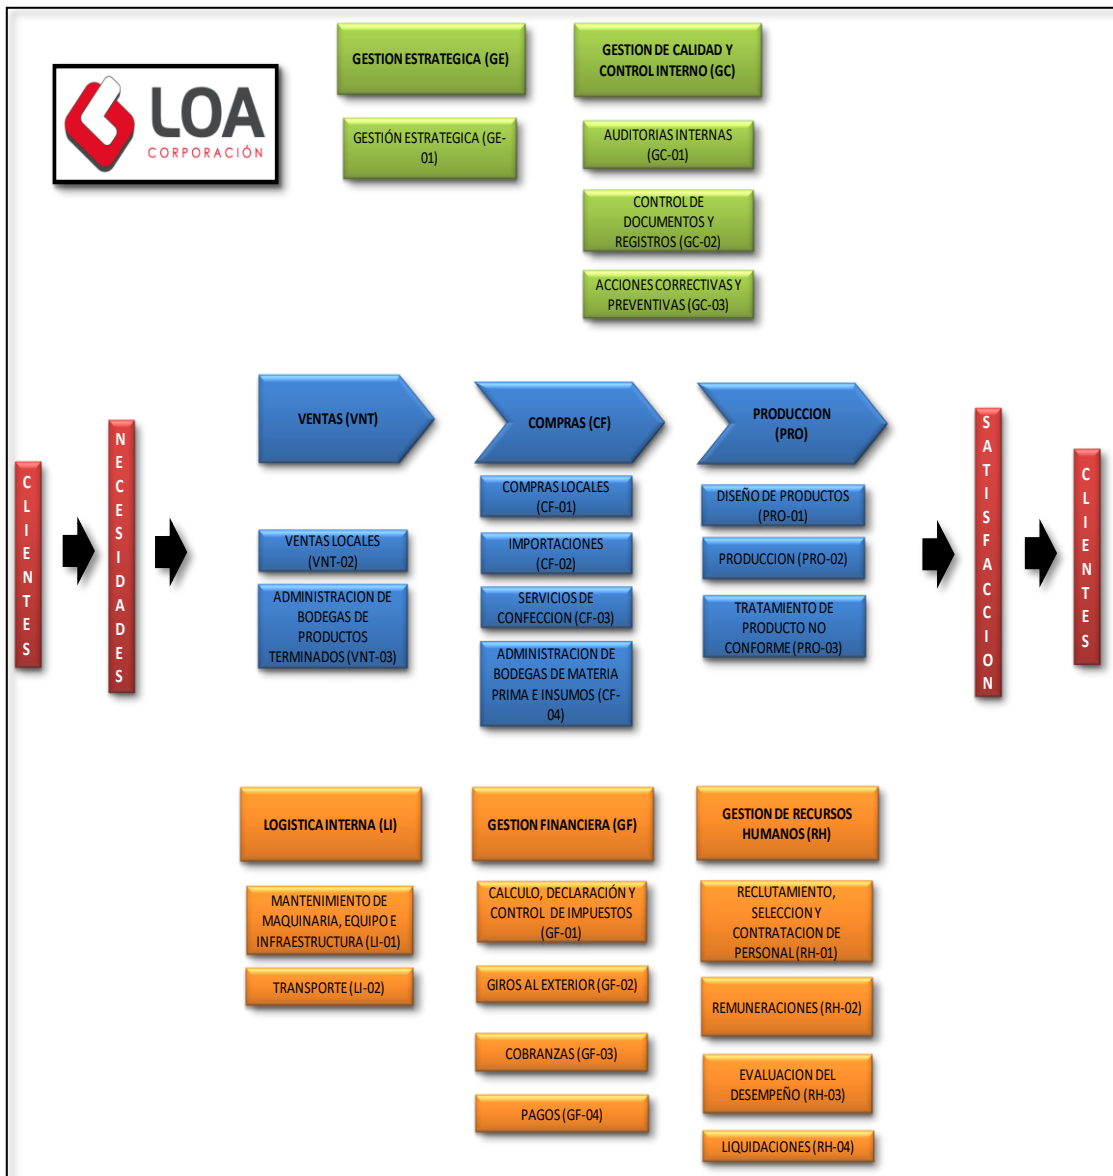 LOA
CORPORACIÓN
GESTION ESTRATEGICA (GE)
GESTIÓN ESTRATEGICA (GE-
01)
GESTION DE CALIDAD Y
CONTROL INTERNO (GC)
AUDITORIAS INTERNAS
(GC-01)
CONTROL DE
DOCUMENTOS Y
REGISTROS (GC-02)
ACCIONES CORRECTIVAS Y
PREVENTIVAS (GC-03)
CLIENTES
NECESIDADES
VENTAS (VNT)
VENTAS LOCALES
(VNT-02)
ADMINISTRACION DE
BODEGAS DE
PRODUCTOS
TERMINADOS (VNT-03)
COMPRAS (CF)
COMPRAS LOCALES
(CF-01)
IMPORTACIONES
(CF-02)
SERVICIOS DE
CONFECCION (CF-03)
ADMINISTRACION DE
BODEGAS DE MATERIA
PRIMA E INSUMOS (CF-
04)
PRODUCCION
(PRO)
DISEÑO DE PRODUCTOS
(PRO-01)
PRODUCCION (PRO-02)
TRATAMIENTO DE
PRODUCTO NO
CONFORME (PRO-03)
SATISFACCION
CLIENTES
LOGISTICA INTERNA (LI)
MANTENIMIENTO DE
MAQUINARIA, EQUIPO E
INFRAESTRUCTURA (LI-01)
TRANSPORTE (LI-02)
GESTION FINANCIERA (GF)
CALCULO, DECLARACIÓN Y
CONTROL DE IMPUESTOS
(GF-01)
GIROS AL EXTERIOR (GF-02)
COBRANZAS (GF-03)
PAGOS (GF-04)
GESTION DE RECURSOS
HUMANOS (RH)
RECLUTAMIENTO,
SELECCION Y
CONTRATACION DE
PERSONAL (RH-01)
REMUNERACIONES (RH-02)
EVALUACION DEL
DESEMPEÑO (RH-03)
LIQUIDACIONES (RH-04)